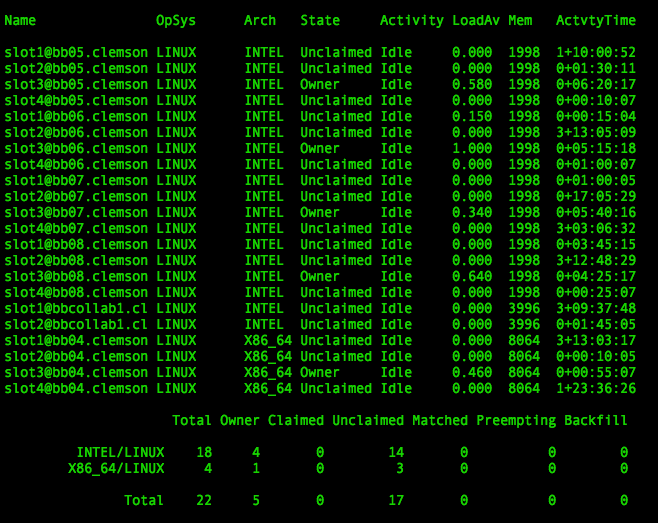 Name               OpSys      Arch   State     Activity LoadAv Mem   ActvtyTime
slot1@bb05.clemson LINUX      INTEL  Unclaimed Idle     0.000  1998  1+10:00:52
slot2@bb05.clemson LINUX      INTEL  Unclaimed Idle     0.000  1998  0+01:30:11
slot3@bb05.clemson LINUX      INTEL  Owner     Idle     0.580  1998  0+06:20:17
slot4@bb05.clemson LINUX      INTEL  Unclaimed Idle     0.000  1998  0+00:10:07
slot1@bb06.clemson LINUX      INTEL  Unclaimed Idle     0.150  1998  0+00:15:04
slot2@bb06.clemson LINUX      INTEL  Unclaimed Idle     0.000  1998  3+13:05:09
slot3@bb06.clemson LINUX      INTEL  Owner     Idle     1.000  1998  0+05:15:18
slot4@bb06.clemson LINUX      INTEL  Unclaimed Idle     0.000  1998  0+01:00:07
slot1@bb07.clemson LINUX      INTEL  Unclaimed Idle     0.000  1998  0+01:00:05
slot2@bb07.clemson LINUX      INTEL  Unclaimed Idle     0.000  1998  0+17:05:29
slot3@bb07.clemson LINUX      INTEL  Owner     Idle     0.340  1998  0+05:40:16
slot4@bb07.clemson LINUX      INTEL  Unclaimed Idle     0.000  1998  3+03:06:32
slot1@bb08.clemson LINUX      INTEL  Unclaimed Idle     0.000  1998  0+03:45:15
slot2@bb08.clemson LINUX      INTEL  Unclaimed Idle     0.000  1998  3+12:48:29
slot3@bb08.clemson LINUX      INTEL  Owner     Idle     0.640  1998  0+04:25:17
slot4@bb08.clemson LINUX      INTEL  Unclaimed Idle     0.000  1998  0+00:25:07
slot1@bbcollab1.cl LINUX      INTEL  Unclaimed Idle     0.000  3996  3+09:37:48
slot2@bbcollab1.cl LINUX      INTEL  Unclaimed Idle     0.000  3996  0+01:45:05
slot1@bb04.clemson LINUX      X86_64 Unclaimed Idle     0.000  8064  3+13:03:17
slot2@bb04.clemson LINUX      X86_64 Unclaimed Idle     0.000  8064  0+00:10:05
slot3@bb04.clemson LINUX      X86_64 Owner     Idle     0.460  8064  0+00:55:07
slot4@bb04.clemson LINUX      X86_64 Unclaimed Idle     0.000  8064  1+23:36:26
Total Owner Claimed Unclaimed Matched Preempting Backfill
INTEL/LINUX    18     4       0        14       0          0        0
X86_64/LINUX     4     1       0         3       0          0        0
Total    22     5       0        17       0          0        0